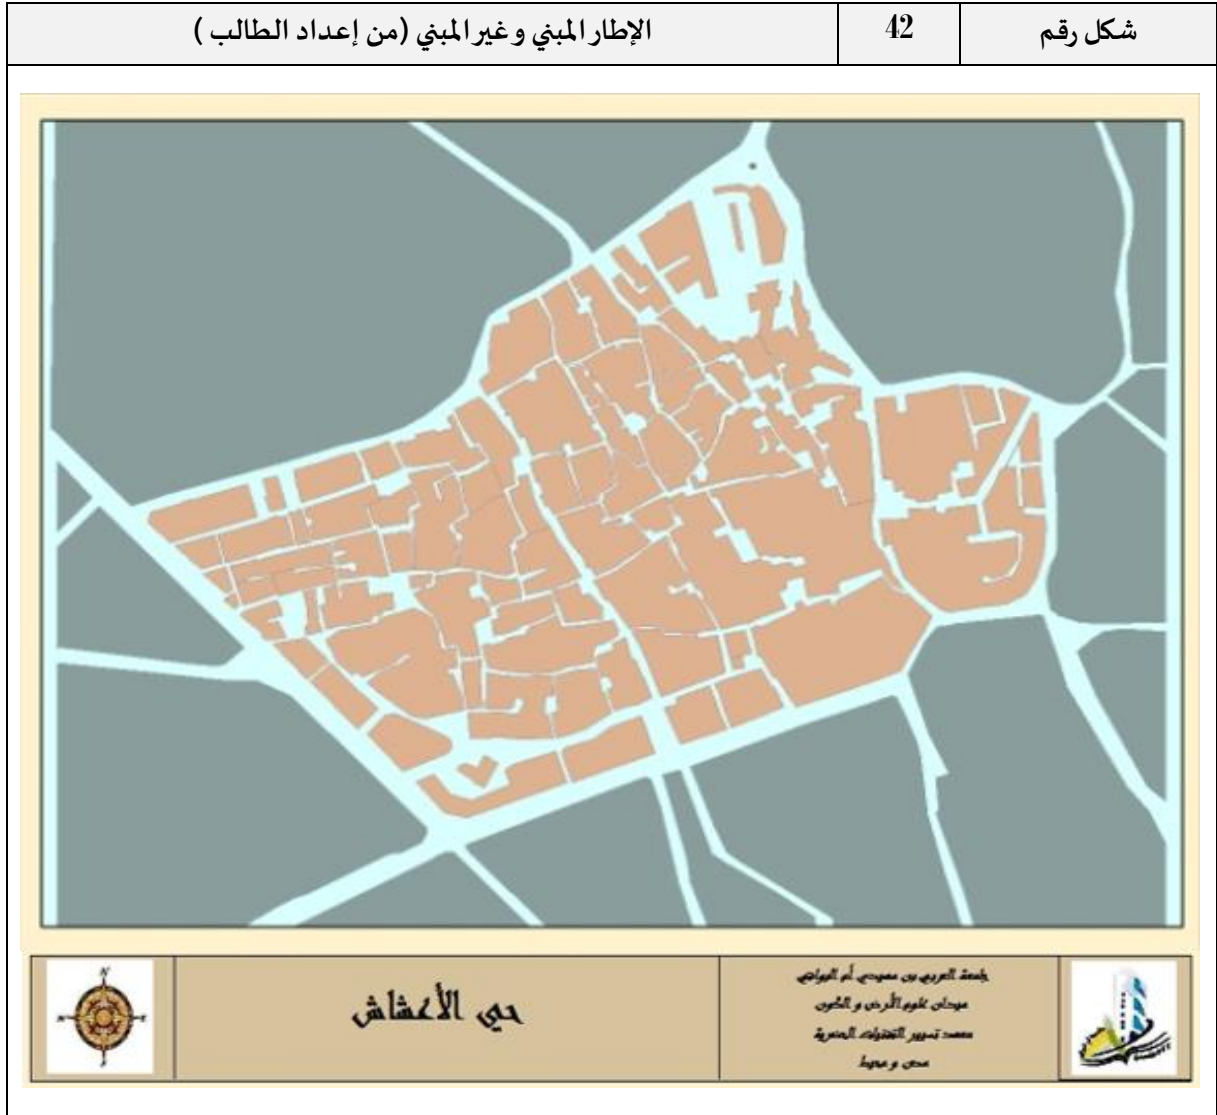 شكل رقم
42
الإطار المبني وغير المبني (من إعداد الطالب )
حي الأعشاش
جامعة العربي بن مهيدي أم البواقي
ميدان علوم الأرض و الكون
معهد تسيير التقنيات الحضرية
مدن و محيط
N